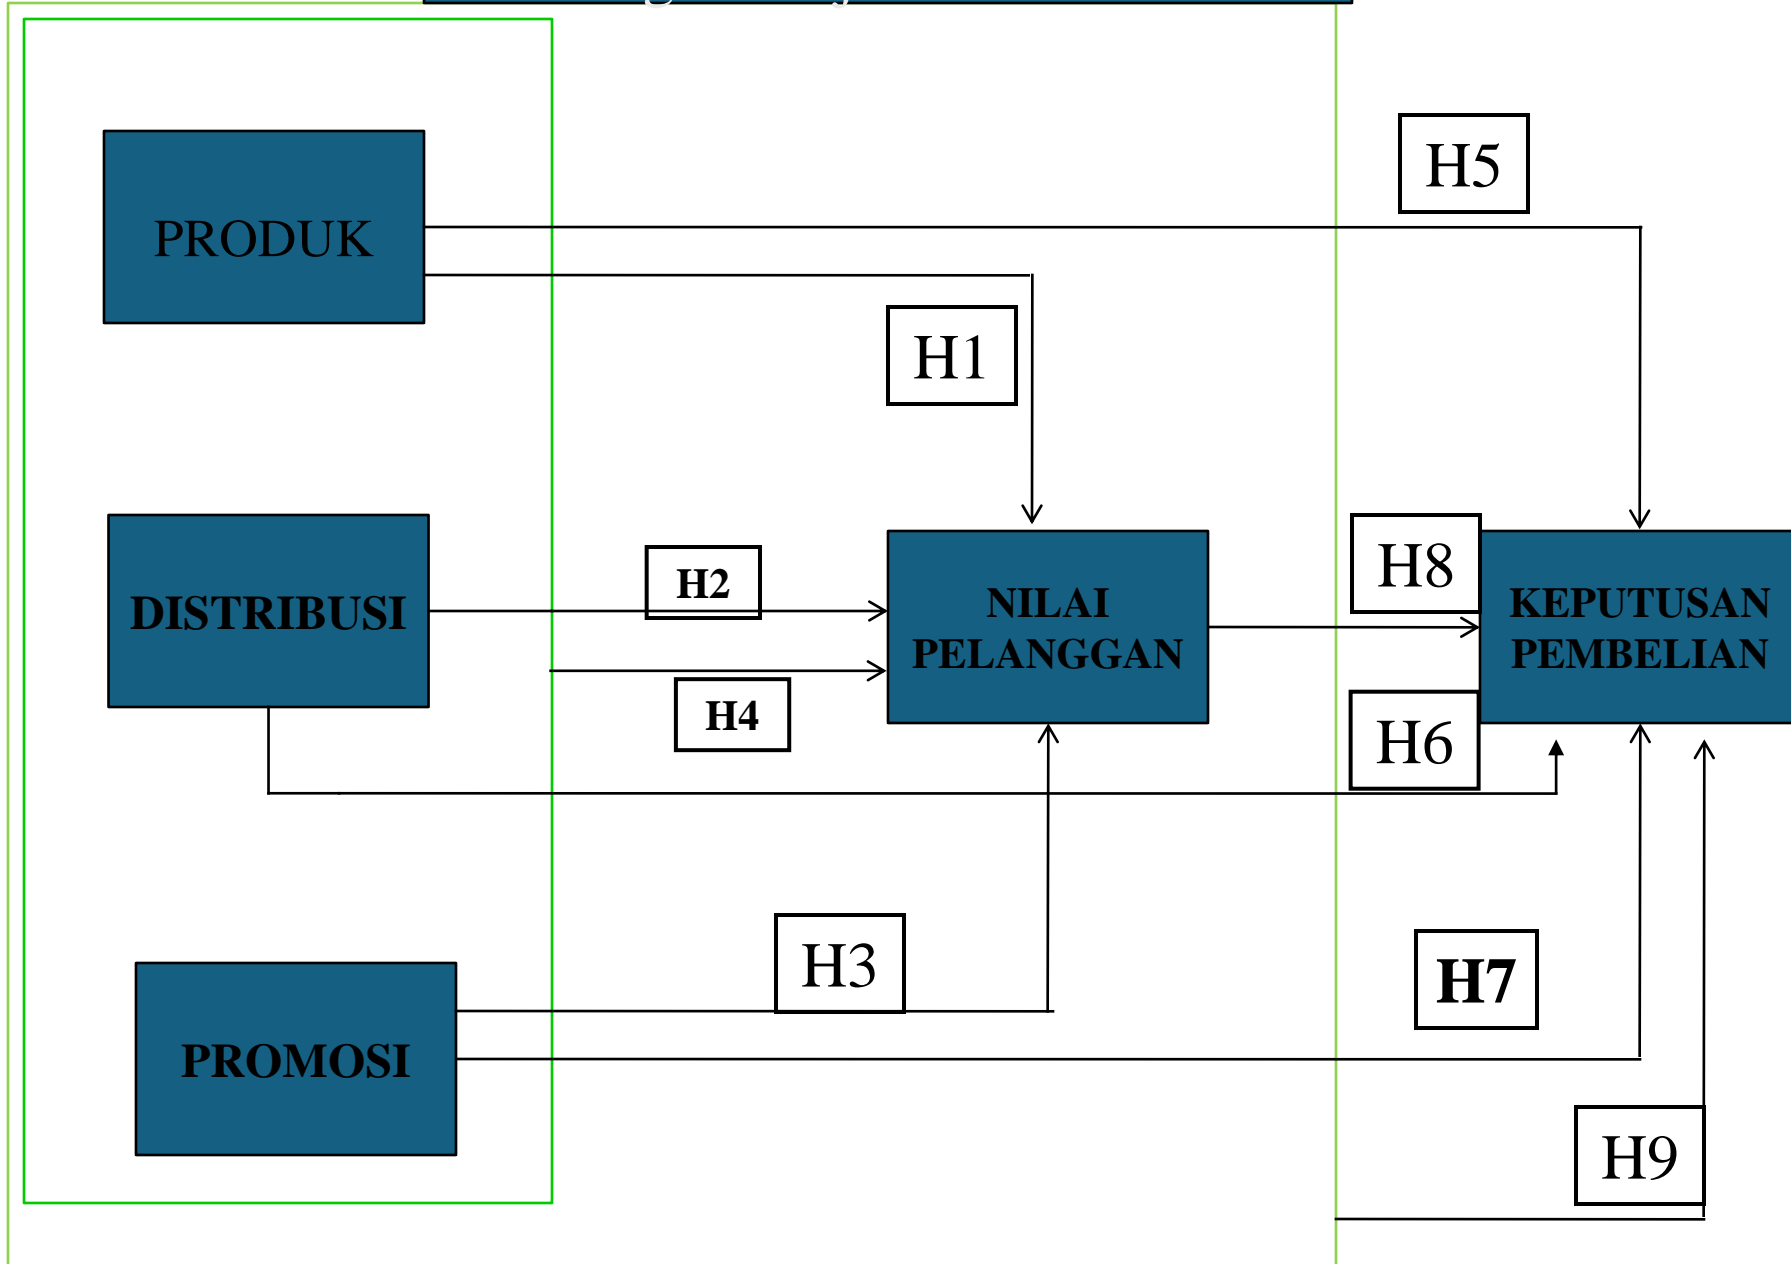 H5
PRODUK
H1
H8
H2
NILAI
PELANGGAN
KEPUTUSAN
PEMBELIAN
DISTRIBUSI
H4
H6
H3
H7
PROMOSI
H9